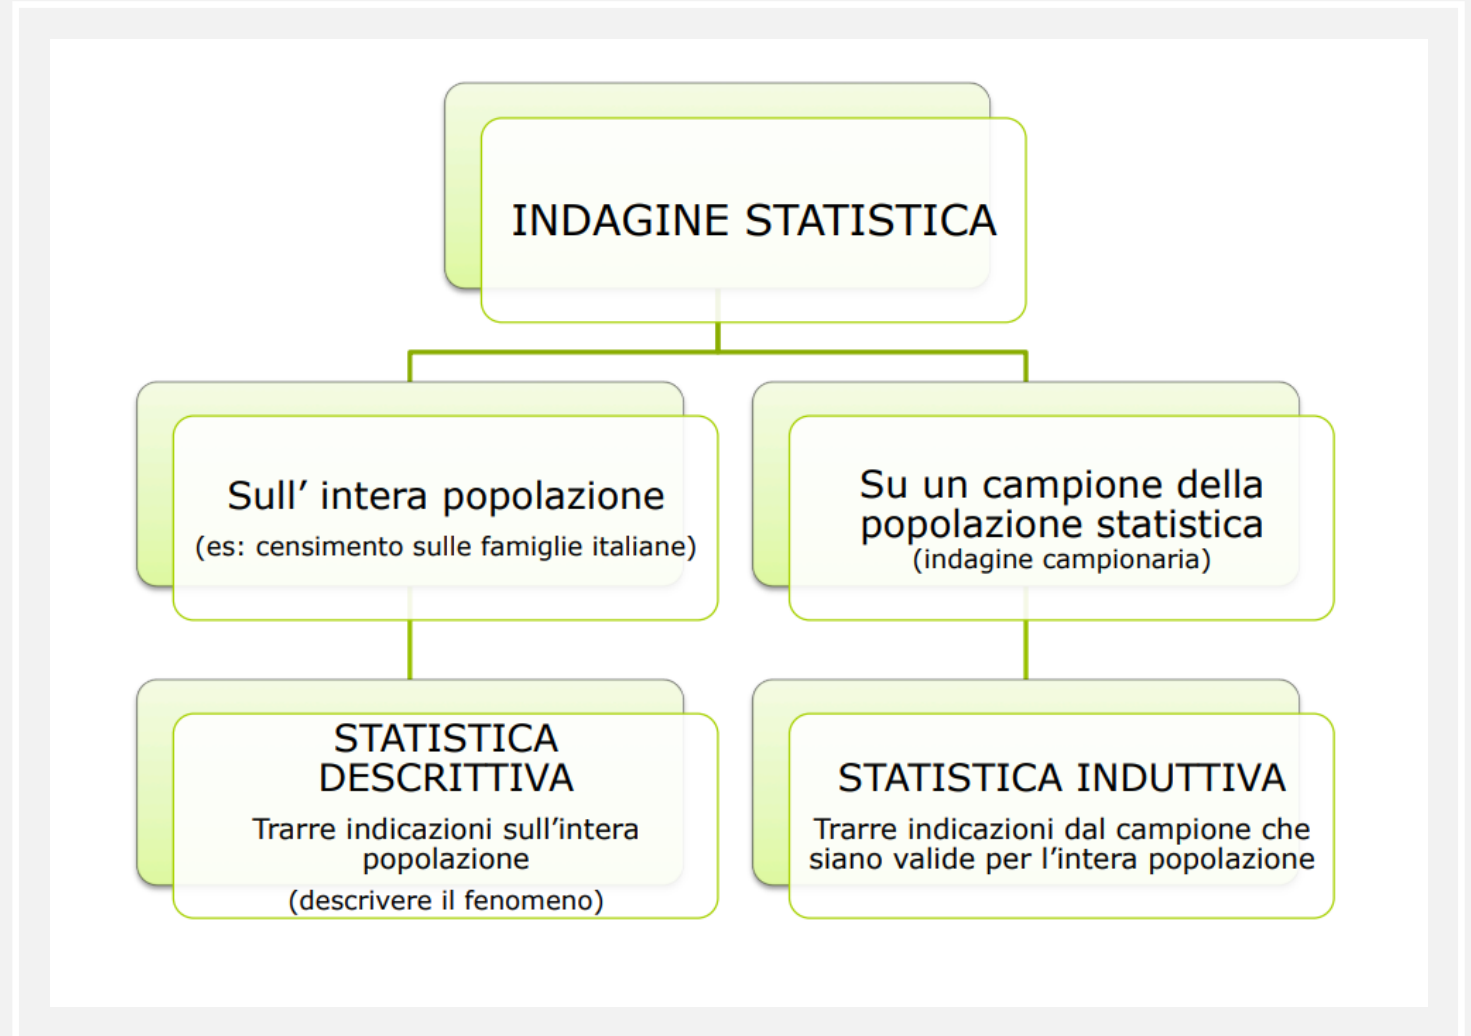 INDAGINE STATISTICA
Sull’ intera popolazione
(es: censimento sulle famiglie italiane)
Su un campione della
popolazione statistica
(indagine campionaria)
STATISTICA
DESCRITTIVA
Trarre indicazioni sull’intera
popolazione
(descrivere il fenomeno)
STATISTICA INDUTTIVA
Trarre indicazioni dal campione che
siano valide per l’intera popolazione